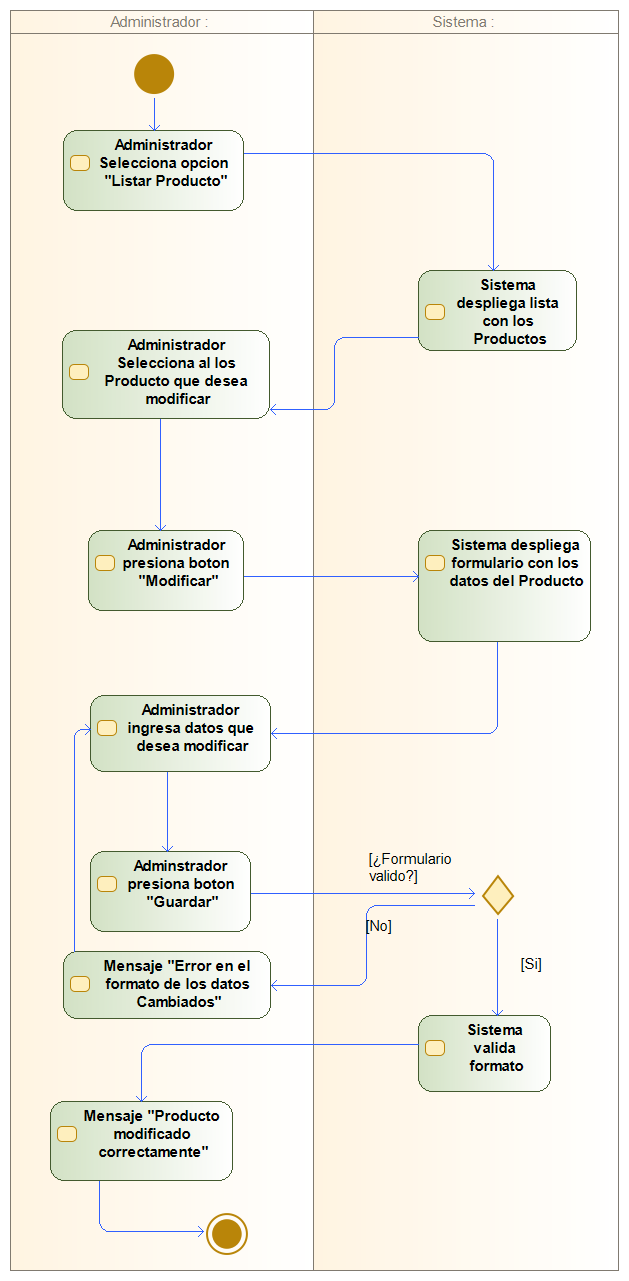 Administrador :
Sistema :
Administrador
Selecciona opcion
"Listar Producto"
Sistema
despliega lista
con los
Productos
Administrador
Selecciona al los
Producto que desea
modificar
Administrador
presiona boton
"Modificar"
Sistema despliega
formulario con los
datos del Producto
Administrador
ingresa datos que
desea modificar
Adminstrador
presiona boton
"Guardar"
[¿Formulario
valido?]
[No]
[Si]
Mensaje "Error en el
formato de los datos
Cambiados"
Sistema
valida
formato
Mensaje "Producto
modificado
correctamente"